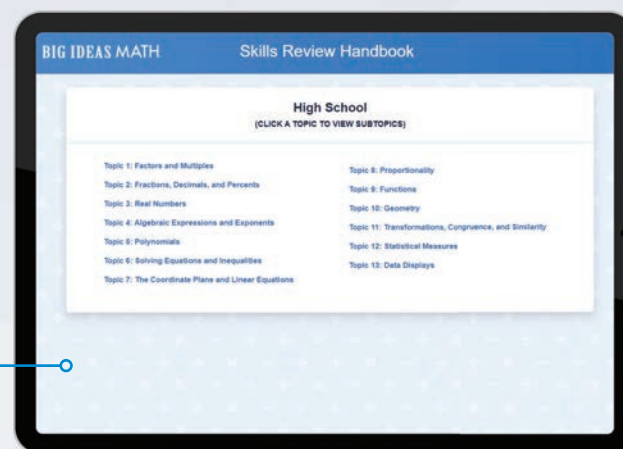 BIG IDEAS MATH
Skills Review Handbook
High School
(CLICK A TOPIC TO VIEW SUBTOPICS)
Topic 1: Factors and Multiples
Topic 2: Fractions, Decimals, and Percents
Topic 3: Real Numbers
Topic 4: Algebraic Expressions and Exponents
Topic 5: Polynomials
Topic 6: Solving Equations and Inequalities
Topic 7: The Coordinate Plane and Linear Equations
Topic 8: Proportionality
Topic 9: Functions
Topic 10: Geometry
Topic 11: Transformations, Congruence, and Similarity
Topic 12: Statistical Measures
Topic 13: Data Displays